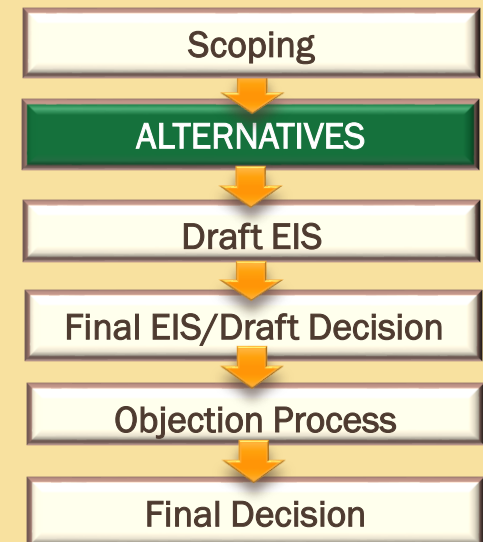 Scoping
ALTERNATIVES
Draft EIS
Final EIS/Draft Decision
Objection Process
Final Decision